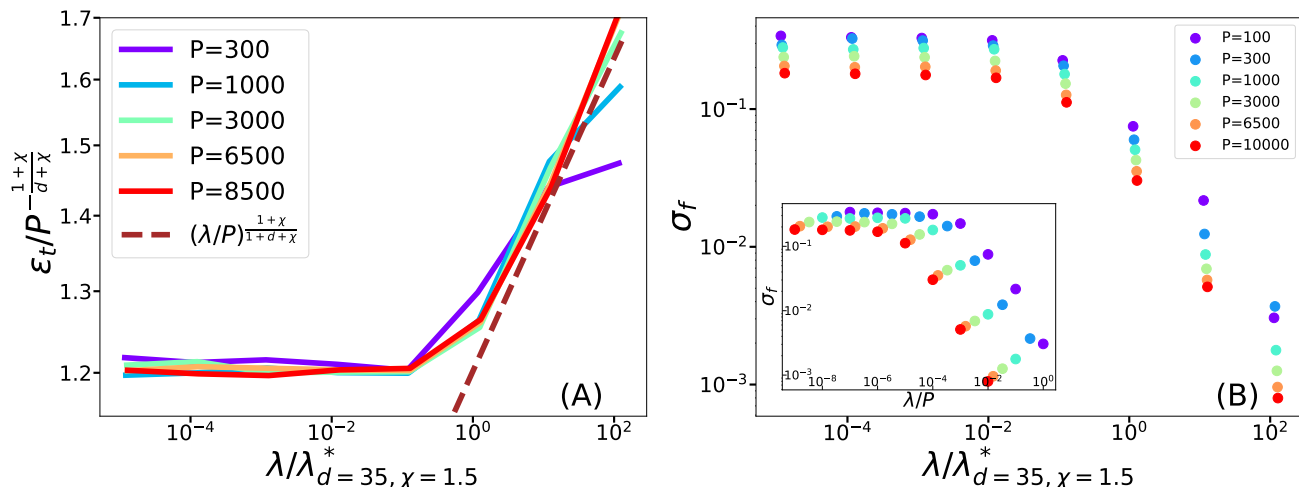 1.7
1.6
1.5
1.4
1.3
1.2
ε_t/P^{-\frac{1+χ}{d+χ}}
P=300
P=1000
P=3000
P=6500
P=8500
(λ/P)^{\frac{1+χ}{1+d+χ}}
(A)
10^{-4}
10^{-2}
10^{0}
10^{2}
λ/λ^*_{d=35, χ=1.5}
10^{-1}
10^{-2}
10^{-3}
σ_f
P=100
P=300
P=1000
P=3000
P=6500
P=10000
10^{-1}
10^{-2}
10^{-3}
σ_f
10^{-8}
10^{-6}
10^{-4}
10^{-2}
10^{0}
λ/P
(B)
10^{-4}
10^{-2}
10^{0}
10^{2}
λ/λ^*_{d=35, χ=1.5}